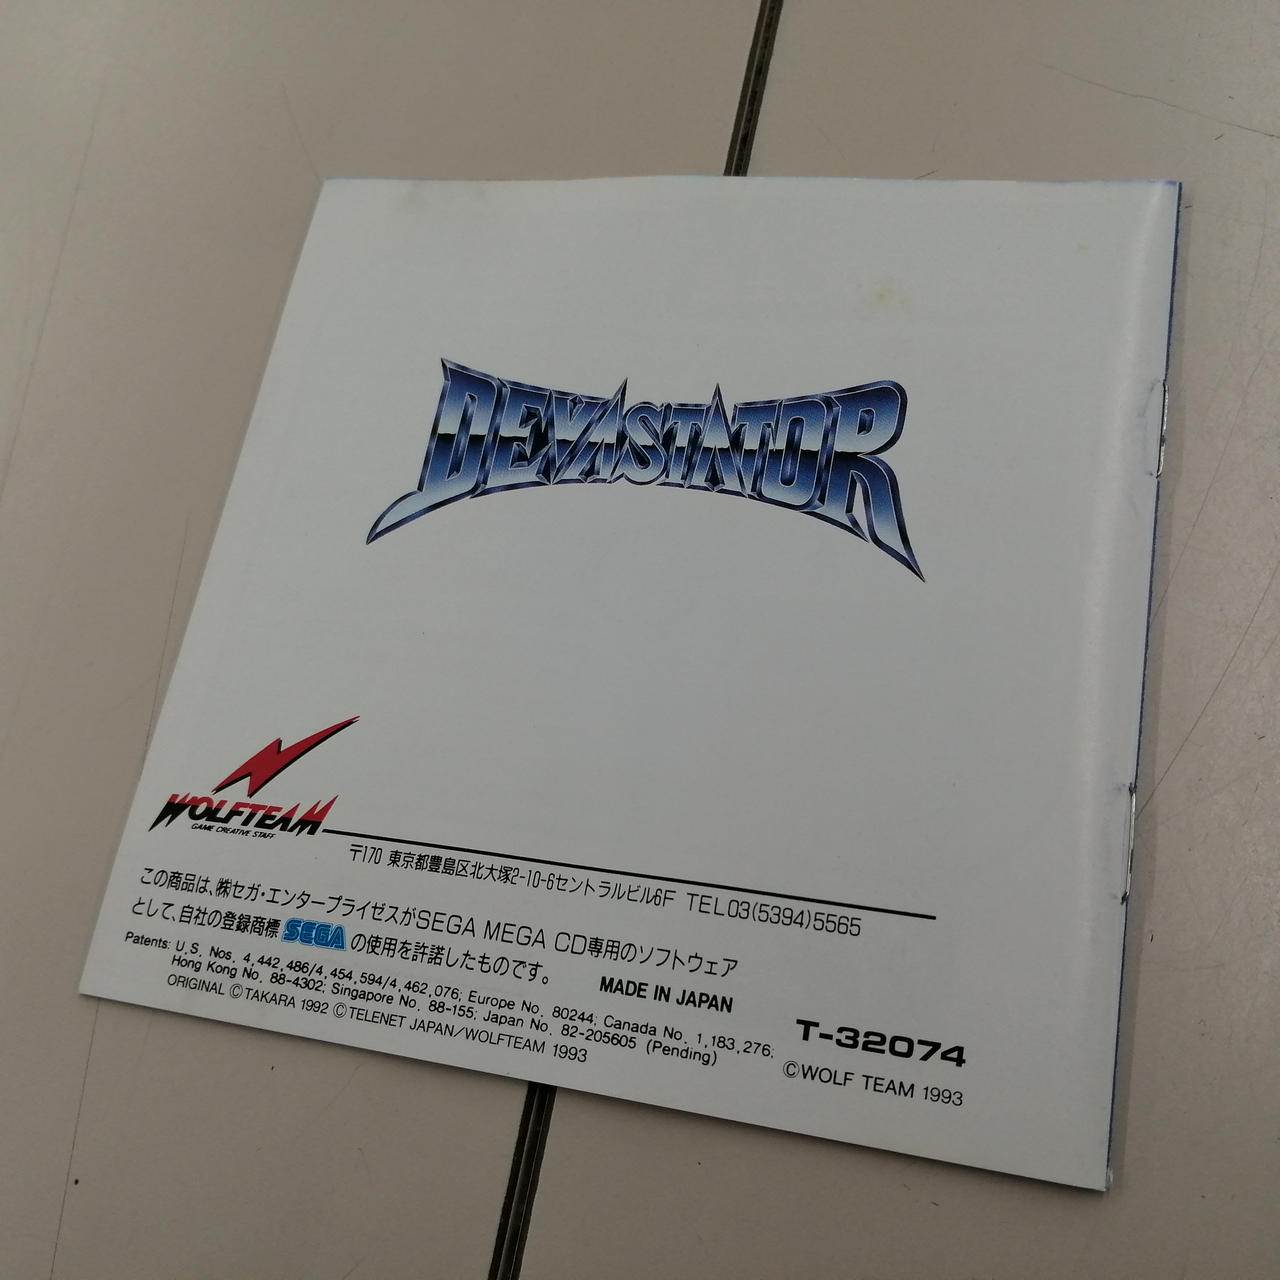 DEVASTATOR
WOLFTEAM
GAME CREATIVE STAFF
〒170 東京都豊島区北大塚2-10-6セントラルビル6F TEL03(5394)5565
この商品は、㈱セガ・エンタープライゼスがSEGA MEGA CD専用のソフトウェア
として、自社の登録商標 SEGA の使用を許諾したものです。
MADE IN JAPAN
Patents: U.S. Nos. 4,442,486/4,454,594/4,462,076; Europe No. 80244; Canada No. 1,183,276;
Hong Kong No. 88-4302; Singapore No. 88-155; Japan No. 82-205605 (Pending)
ORIGINAL ©TAKARA 1992 ©TELENET JAPAN/WOLFTEAM 1993
T-32074
©WOLF TEAM 1993